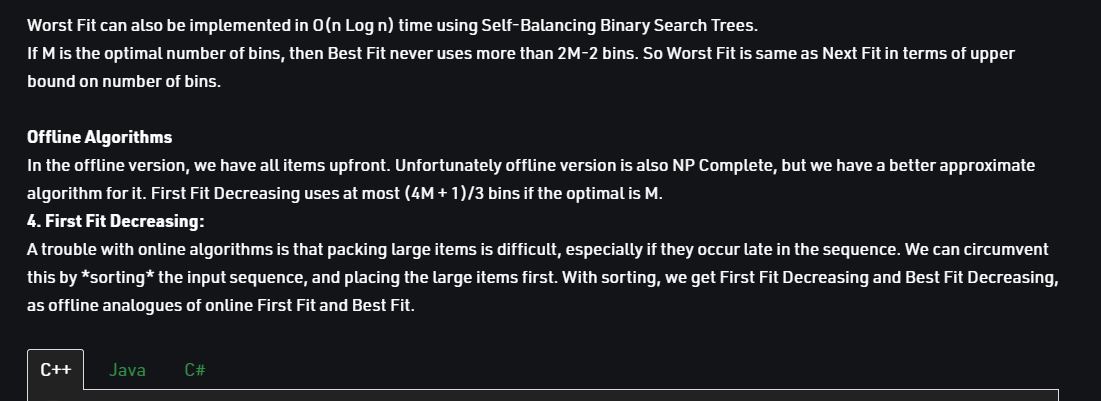 Worst Fit can also be implemented in O(n Log n) time using Self-Balancing Binary Search Trees.
If M is the optimal number of bins, then Best Fit never uses more than 2M-2 bins. So Worst Fit is same as Next Fit in terms of upper
bound on number of bins.
Offline Algorithms
In the offline version, we have all items upfront. Unfortunately offline version is also NP Complete, but we have a better approximate
algorithm for it. First Fit Decreasing uses at most (4M + 1)/3 bins if the optimal is M.
4. First Fit Decreasing:
A trouble with online algorithms is that packing large items is difficult, especially if they occur late in the sequence. We can circumvent
this by *sorting* the input sequence, and placing the large items first. With sorting, we get First Fit Decreasing and Best Fit Decreasing,
as offline analogues of online First Fit and Best Fit.
C++ Java C#